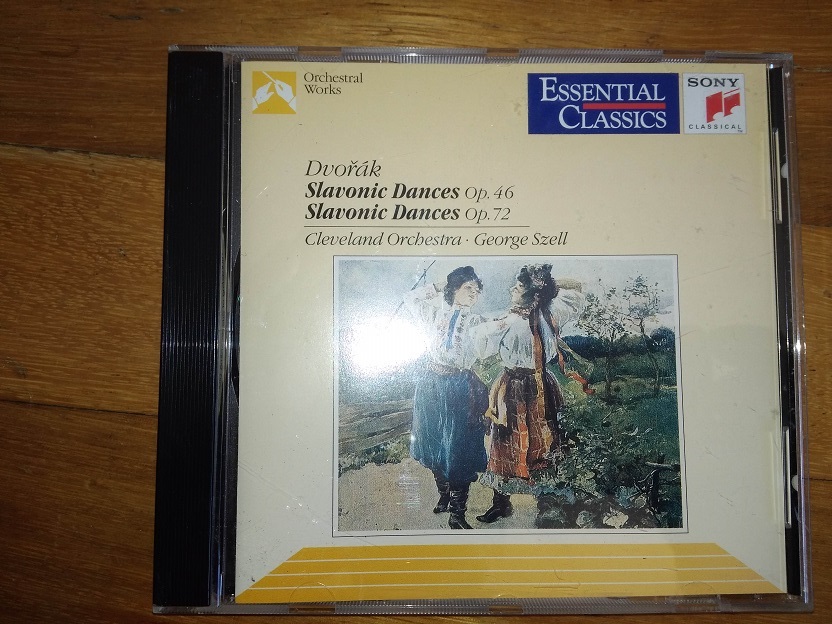 Orchestral
Works
ESSENTIAL
CLASSICS
SONY
CLASSICAL
Dvořák
Slavonic Dances Op. 46
Slavonic Dances Op. 72
Cleveland Orchestra · George Szell